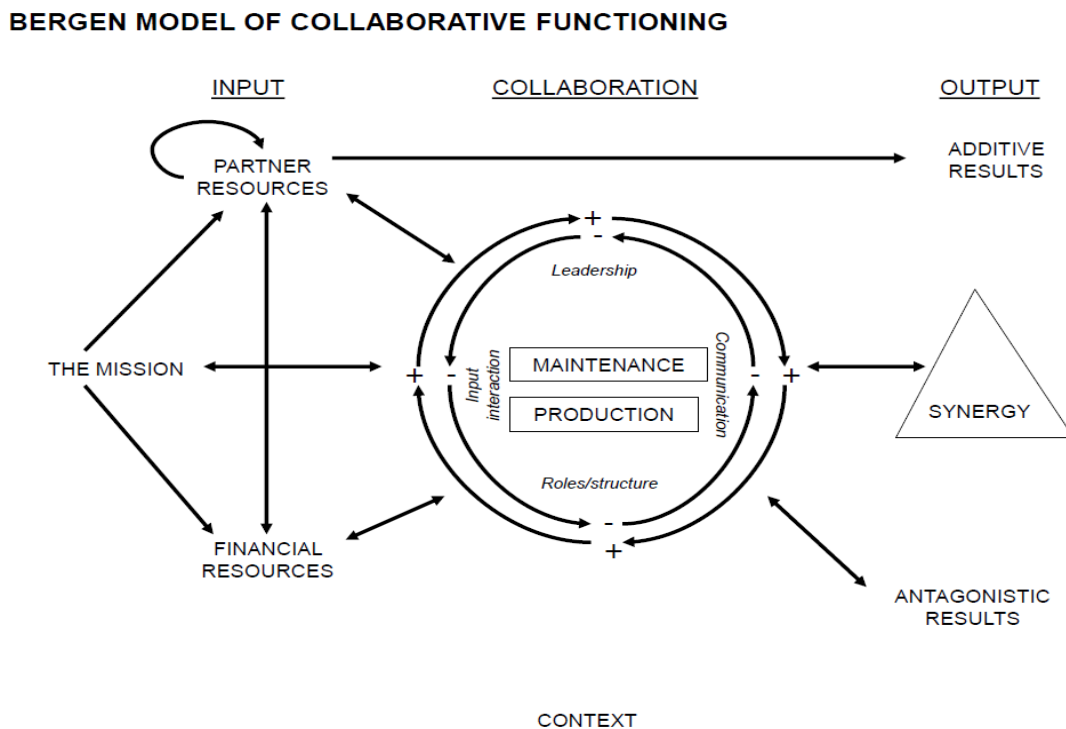 BERGEN MODEL OF COLLABORATIVE FUNCTIONING
INPUT
COLLABORATION
OUTPUT
PARTNER
RESOURCES
ADDITIVE
RESULTS
+
-
Leadership
THE MISSION
+
-
Input
interaction
MAINTENANCE
PRODUCTION
Communication
-
+
SYNERGY
Roles/structure
-
+
FINANCIAL
RESOURCES
ANTAGONISTIC
RESULTS
CONTEXT